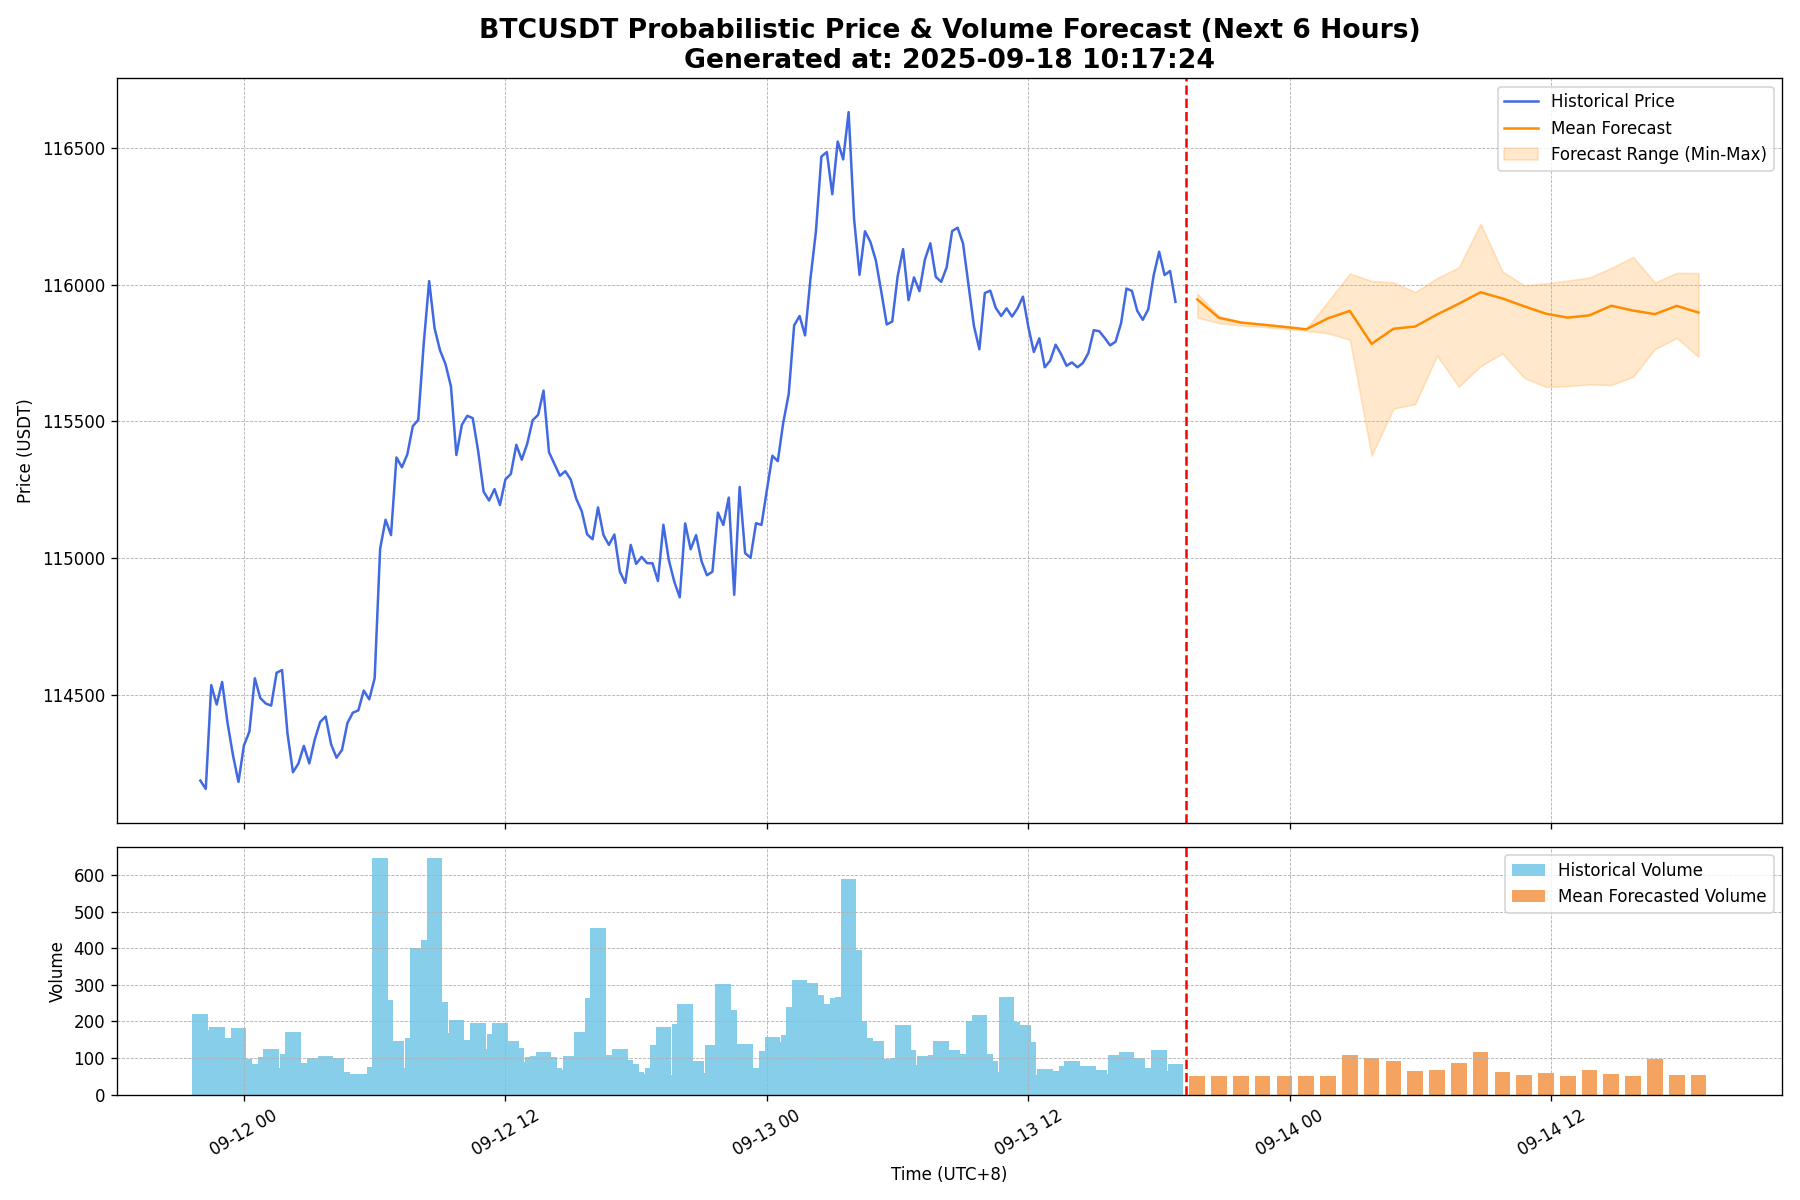 BTCUSDT Probabilistic Price & Volume Forecast (Next 6 Hours)
Generated at: 2025-09-18 10:17:24
Historical Price
Mean Forecast
Forecast Range (Min-Max)
Price (USDT)
116500
116000
115500
115000
114500
Historical Volume
Mean Forecasted Volume
Volume
600
500
400
300
200
100
0
09-12 00
09-12 12
09-13 00
09-13 12
09-14 00
09-14 12
Time (UTC+8)